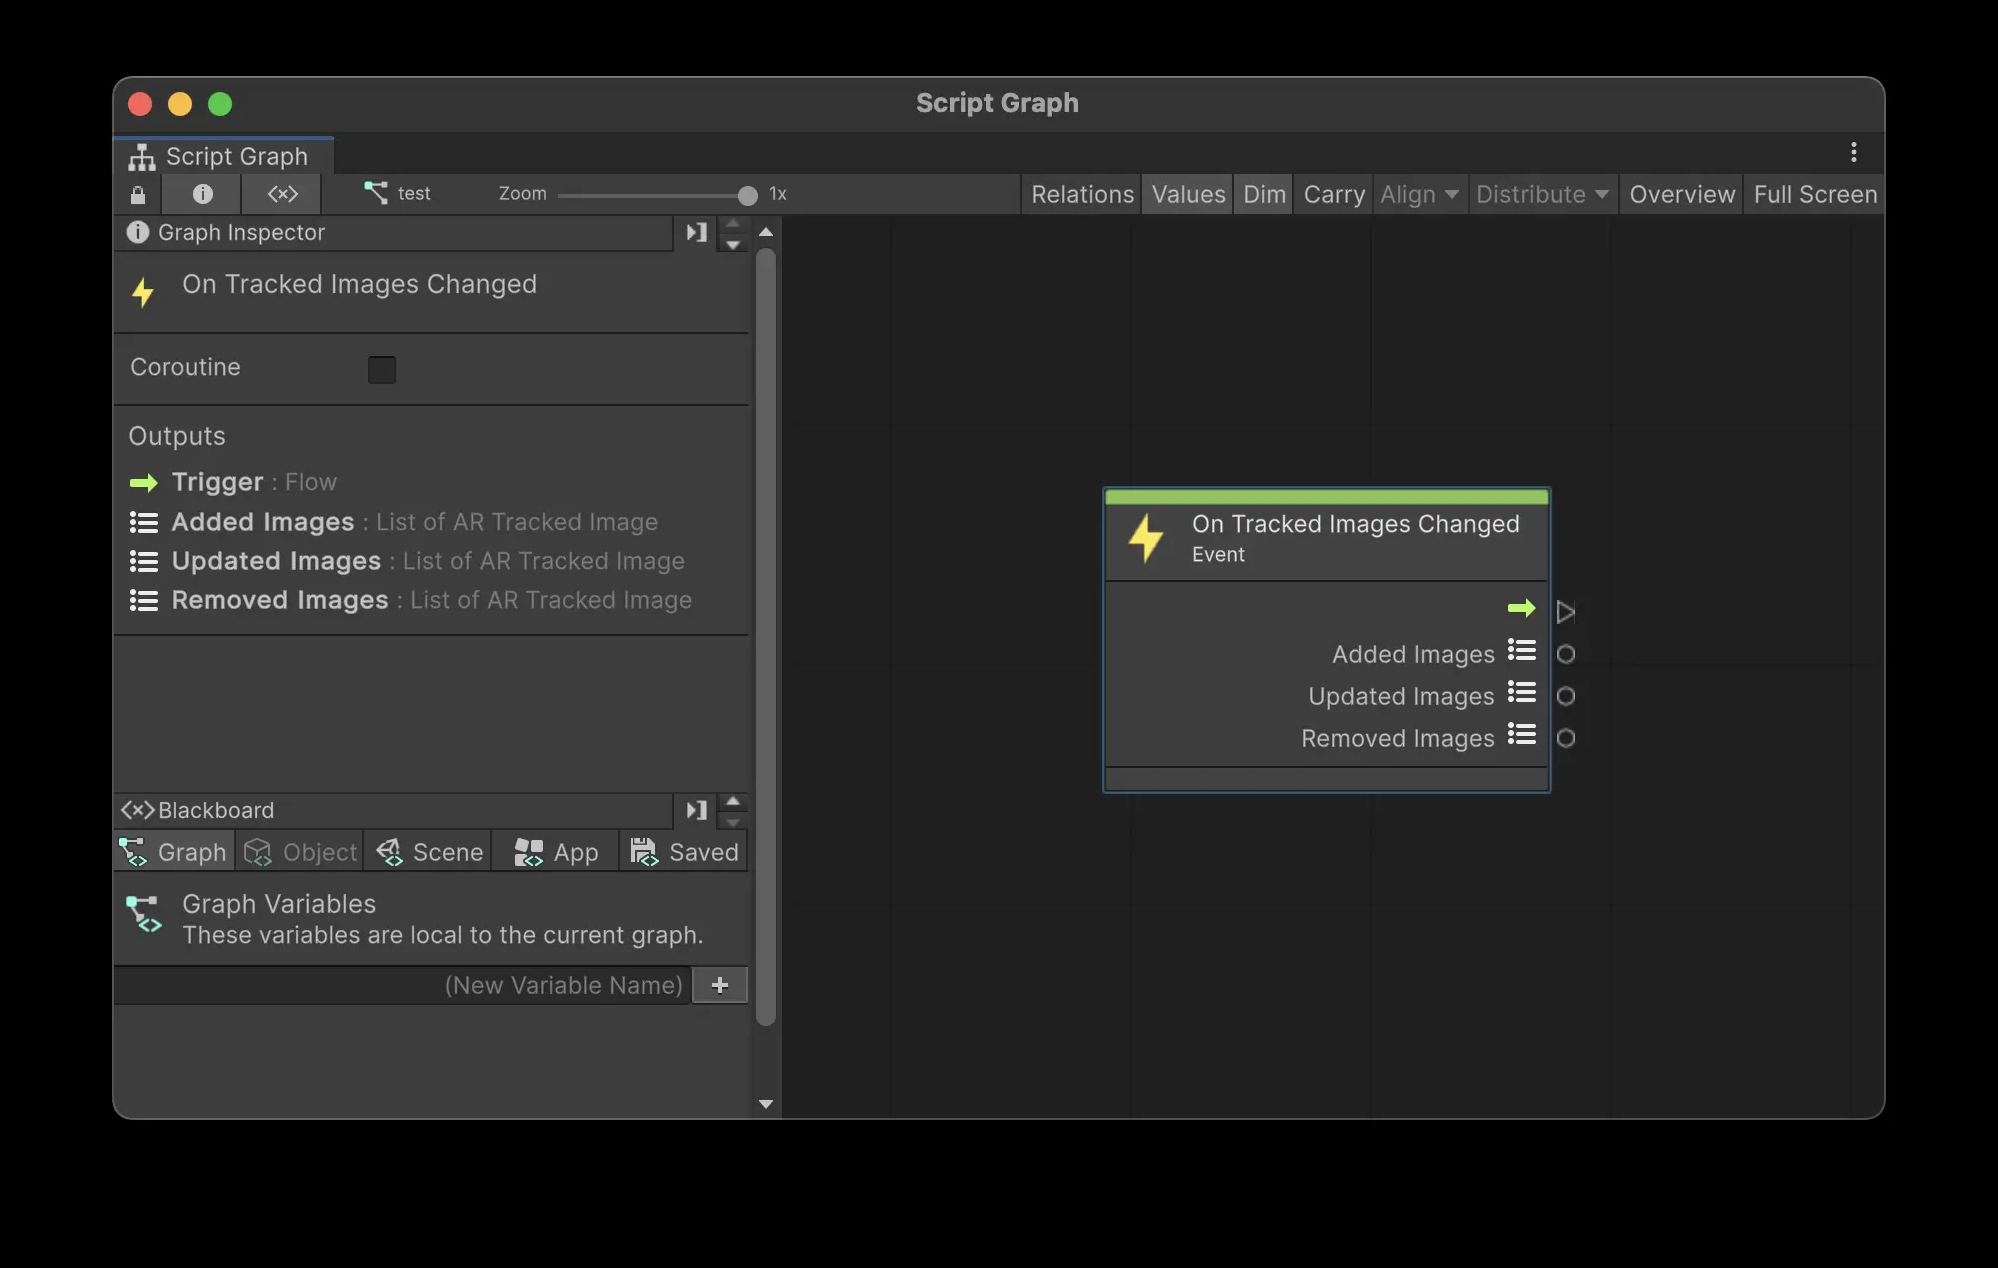 Script Graph
Script Graph
test Zoom 1x Relations Values Dim Carry Align Distribute Overview Full Screen
Graph Inspector
On Tracked Images Changed
Coroutine
Outputs
Trigger : Flow
Added Images : List of AR Tracked Image
Updated Images : List of AR Tracked Image
Removed Images : List of AR Tracked Image
Blackboard
Graph Object Scene App Saved
Graph Variables
These variables are local to the current graph.
(New Variable Name) +
On Tracked Images Changed
Event
Added Images
Updated Images
Removed Images